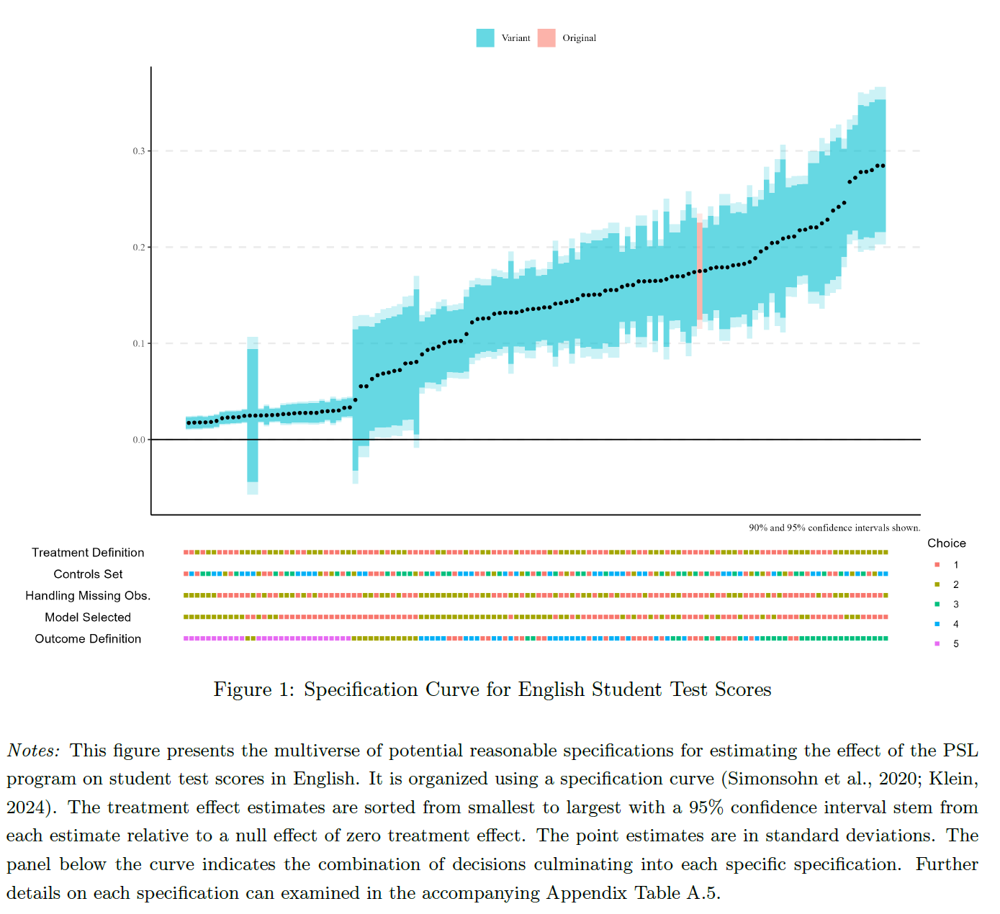 Variant Original
0.3
0.2
0.1
0.0
90% and 95% confidence intervals shown.
Treatment Definition
Controls Set
Handling Missing Obs.
Model Selected
Outcome Definition
Choice
1
2
3
4
5
Figure 1: Specification Curve for English Student Test Scores
Notes: This figure presents the multiverse of potential reasonable specifications for estimating the effect of the PSL
program on student test scores in English. It is organized using a specification curve (Simonsohn et al., 2020; Klein,
2024). The treatment effect estimates are sorted from smallest to largest with a 95% confidence interval stem from
each estimate relative to a null effect of zero treatment effect. The point estimates are in standard deviations. The
panel below the curve indicates the combination of decisions culminating into each specific specification. Further
details on each specification can examined in the accompanying Appendix Table A.5.